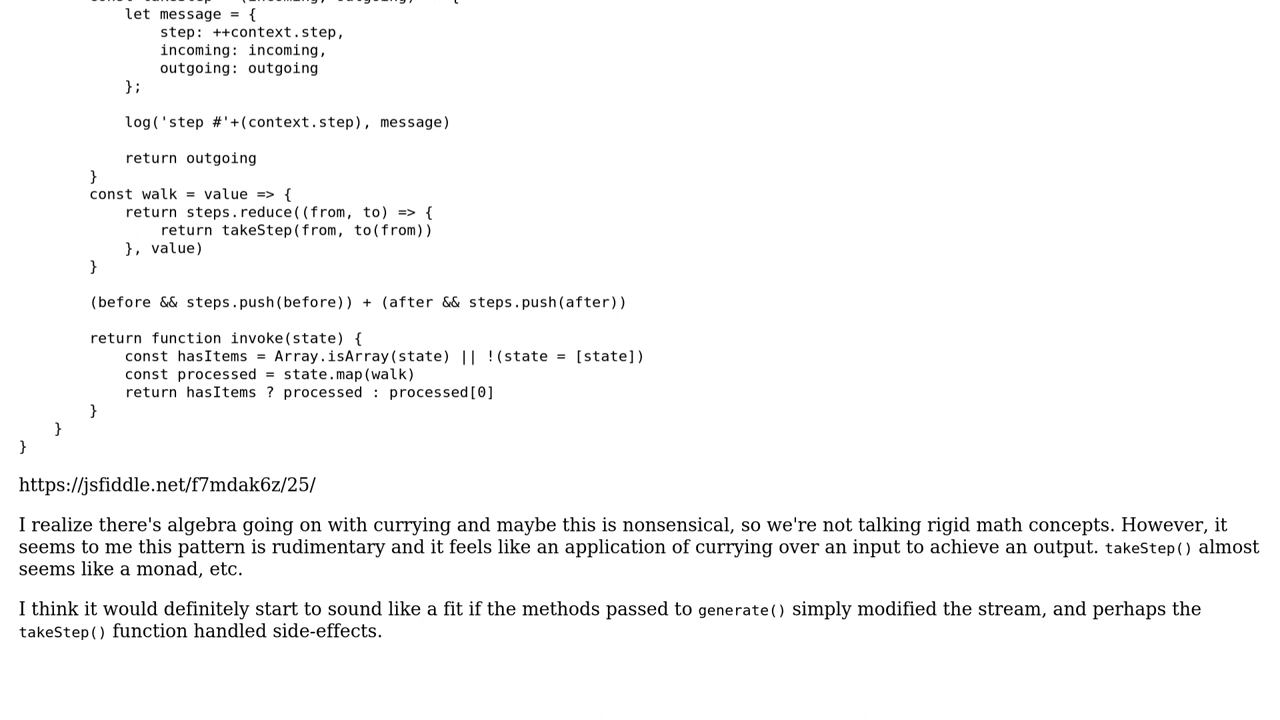 let message = {
step: ++context.step,
incoming: incoming,
outgoing: outgoing
};
log('step #'+(context.step), message)
return outgoing
}
const walk = value => {
return steps.reduce((from, to) => {
return takeStep(from, to(from))
}, value)
}
(before && steps.push(before)) + (after && steps.push(after))
return function invoke(state) {
const hasItems = Array.isArray(state) || !(state = [state])
const processed = state.map(walk)
return hasItems ? processed : processed[0]
}
}
}
https://jsfiddle.net/f7mdak6z/25/
I realize there's algebra going on with currying and maybe this is nonsensical, so we're not talking rigid math concepts. However, it
seems to me this pattern is rudimentary and it feels like an application of currying over an input to achieve an output. takeStep() almost
seems like a monad, etc.
I think it would definitely start to sound like a fit if the methods passed to generate() simply modified the stream, and perhaps the
takeStep() function handled side-effects.